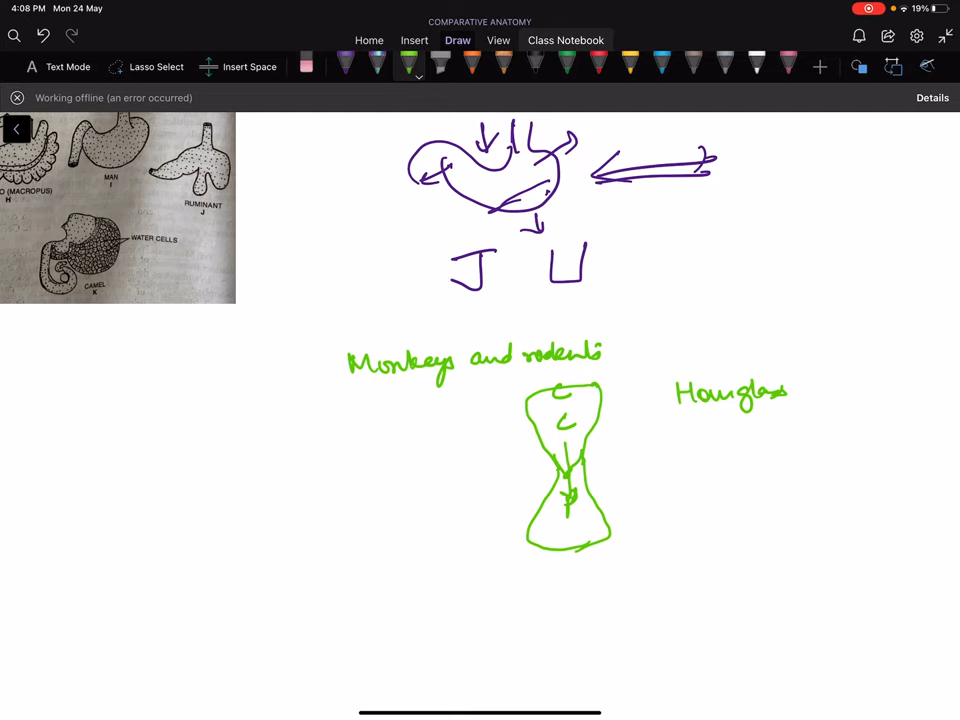 4:08 PM Mon 24 May
19%
COMPARATIVE ANATOMY
Home Insert Draw View Class Notebook
Text Mode Lasso Select Insert Space
Working offline (an error occurred) Details
O (MACROPUS)
H
MAN
I
RUMINANT
J
WATER CELLS
CAMEL
K
J U
Monkeys and rodents
Hourglass